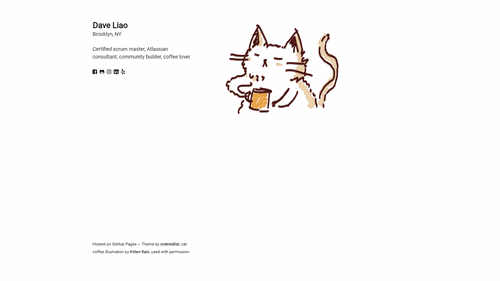 Dave Liao
Brooklyn, NY
Certified scrum master, Atlassian
consultant, community builder, coffee lover.
Hosted on GitHub Pages — Theme by orderedlist, cat
coffee illustration by Kitten Rain, used with permission.